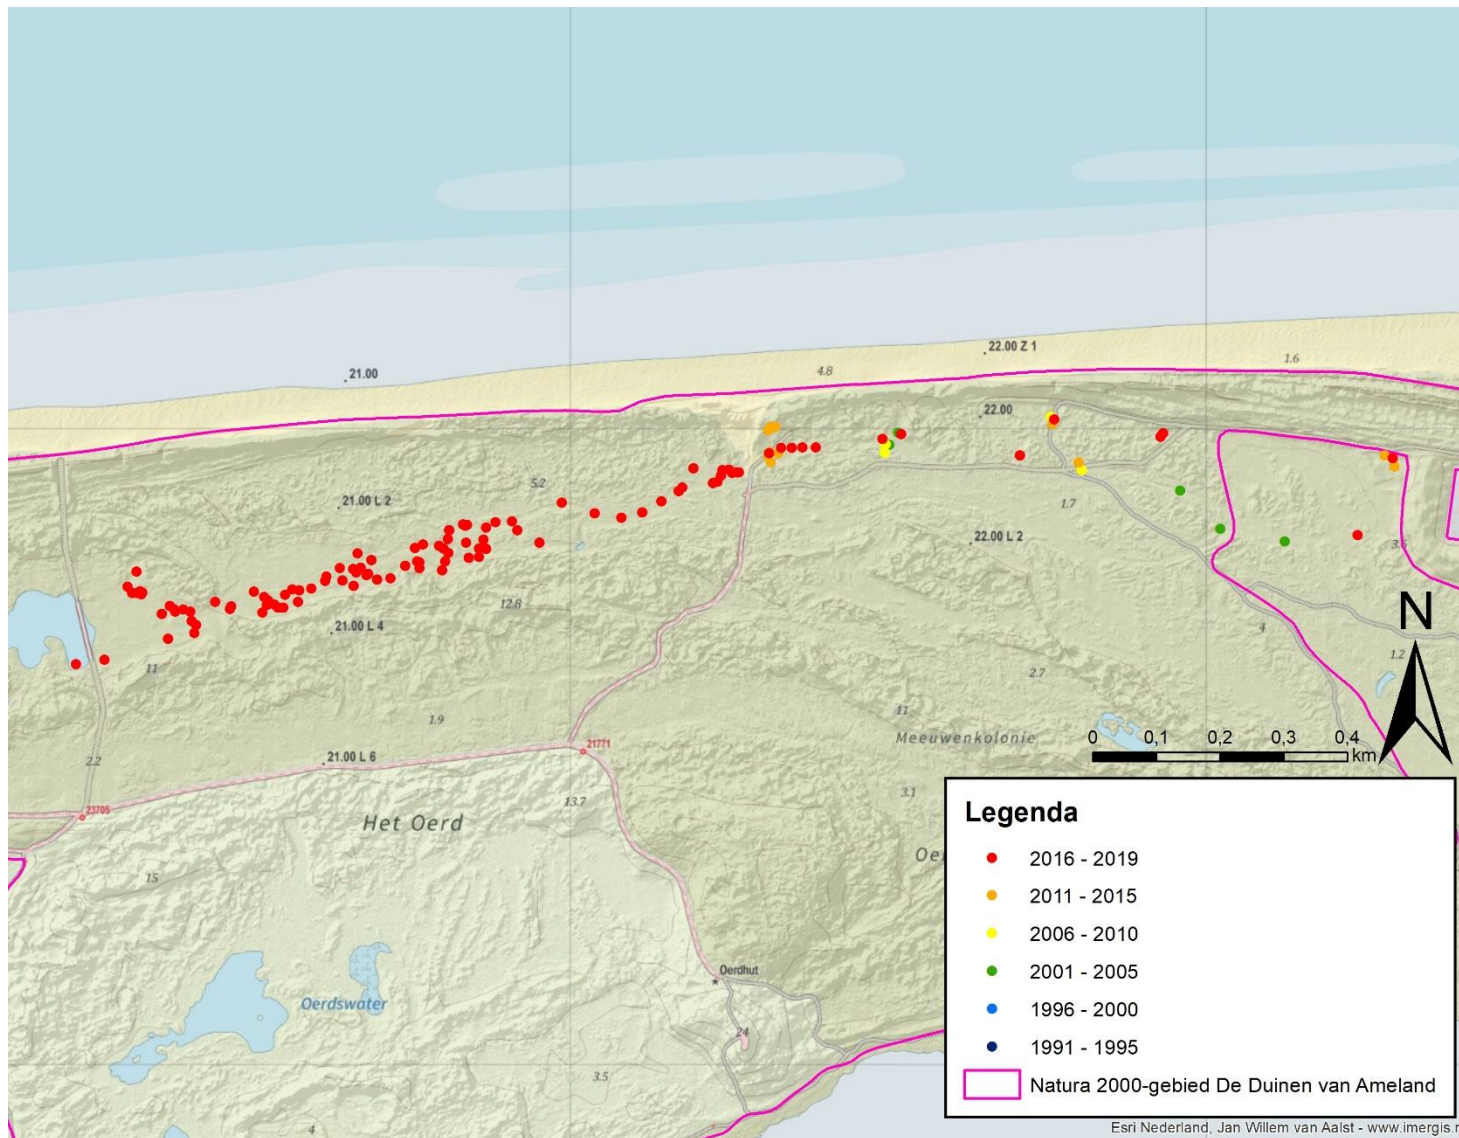 22.00 Z 1
1.6
4.8
21.00
22.00
5.2
21.00 L 2
1.7
22.00 L 2
3.5
12.8
21.00 L 4
4
N
1.2
11
2.7
11
1.9
Meeuwenkolonie
0 0,1 0,2 0,3 0,4
km
21771
21.00 L 6
2.2
3.1
13.7
23705
Het Oerd
Oe
15
Legenda
2016 - 2019
2011 - 2015
2006 - 2010
2001 - 2005
1996 - 2000
1991 - 1995
Natura 2000-gebied De Duinen van Ameland
Oerdhut
Oerdswater
24
3.5
4
Esri Nederland, Jan Willem van Aalst - www.imergis.n